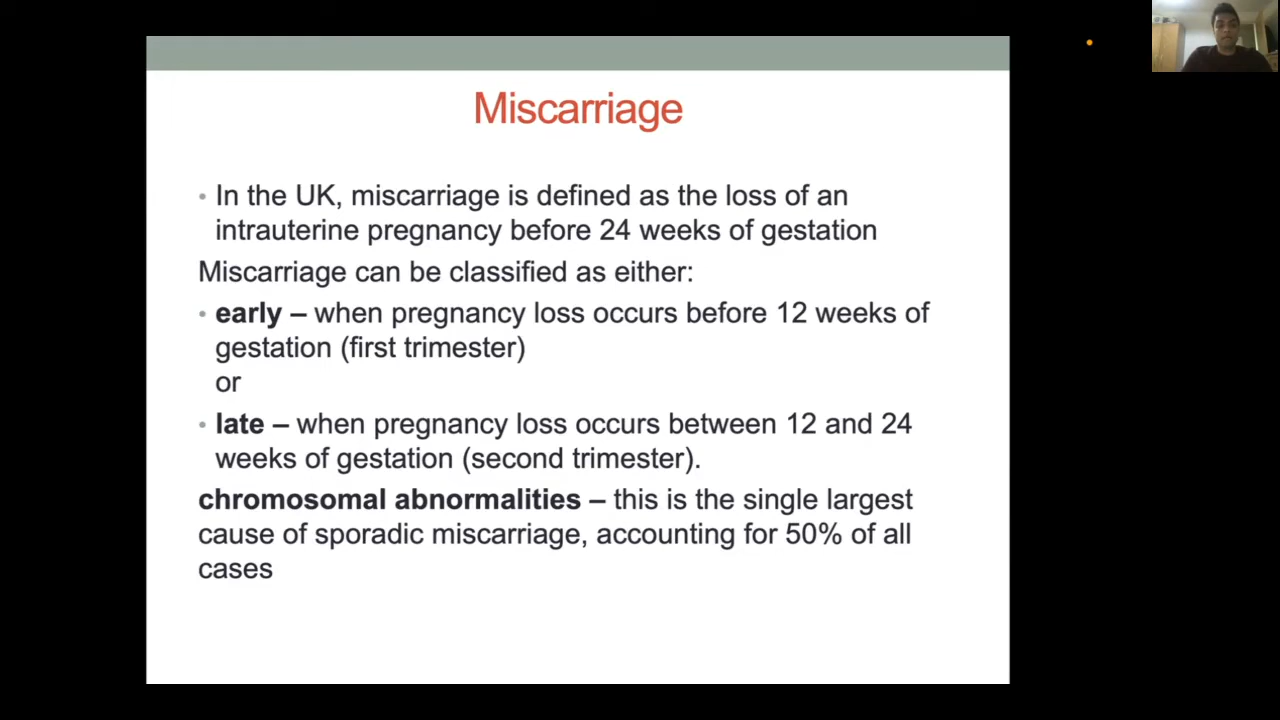 Miscarriage
• In the UK, miscarriage is defined as the loss of an
intrauterine pregnancy before 24 weeks of gestation
Miscarriage can be classified as either:
• early – when pregnancy loss occurs before 12 weeks of
gestation (first trimester)
or
• late – when pregnancy loss occurs between 12 and 24
weeks of gestation (second trimester).
chromosomal abnormalities – this is the single largest
cause of sporadic miscarriage, accounting for 50% of all
cases